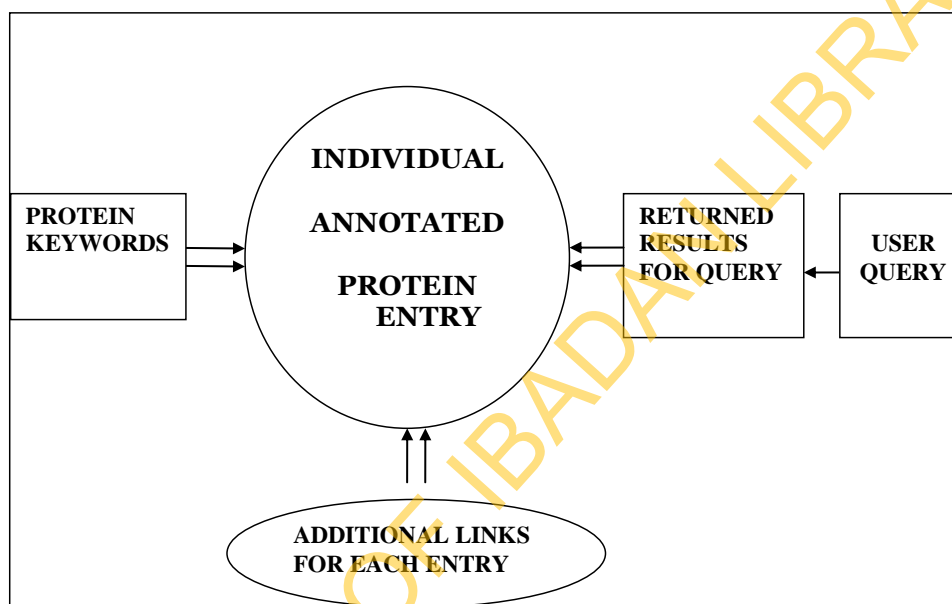 INDIVIDUAL
ANNOTATED
PROTEIN
ENTRY
PROTEIN
KEYWORDS
RETURNED
RESULTS
FOR QUERY
USER
QUERY
ADDITIONAL LINKS
FOR EACH ENTRY
OF IBADAN LIBRA